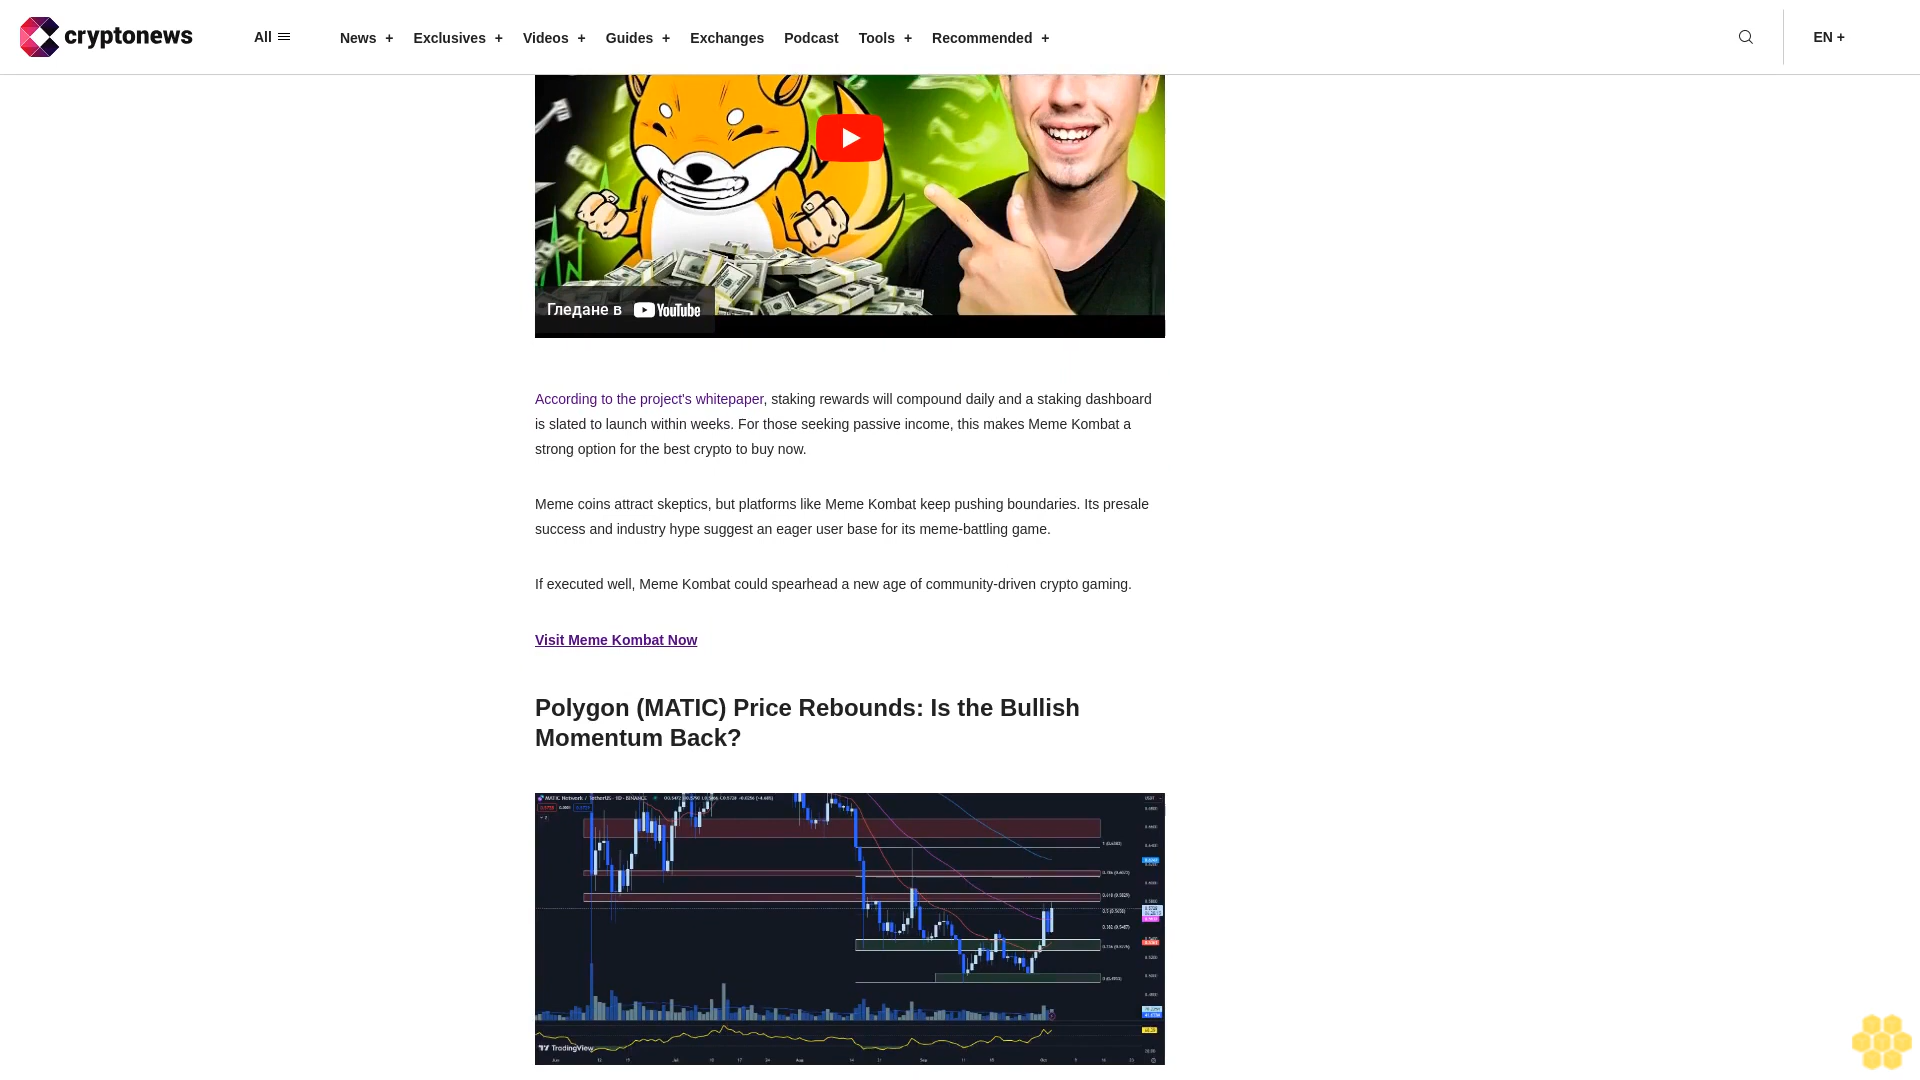 cryptonews
All
News +
Exclusives +
Videos +
Guides +
Exchanges
Podcast
Tools +
Recommended +
EN +
Гледане в YouTube
According to the project's whitepaper, staking rewards will compound daily and a staking dashboard
is slated to launch within weeks. For those seeking passive income, this makes Meme Kombat a
strong option for the best crypto to buy now.
Meme coins attract skeptics, but platforms like Meme Kombat keep pushing boundaries. Its presale
success and industry hype suggest an eager user base for its meme-battling game.
If executed well, Meme Kombat could spearhead a new age of community-driven crypto gaming.
Visit Meme Kombat Now
Polygon (MATIC) Price Rebounds: Is the Bullish
Momentum Back?
MATIC Network / TetherUS · 1D · BINANCE
TradingView